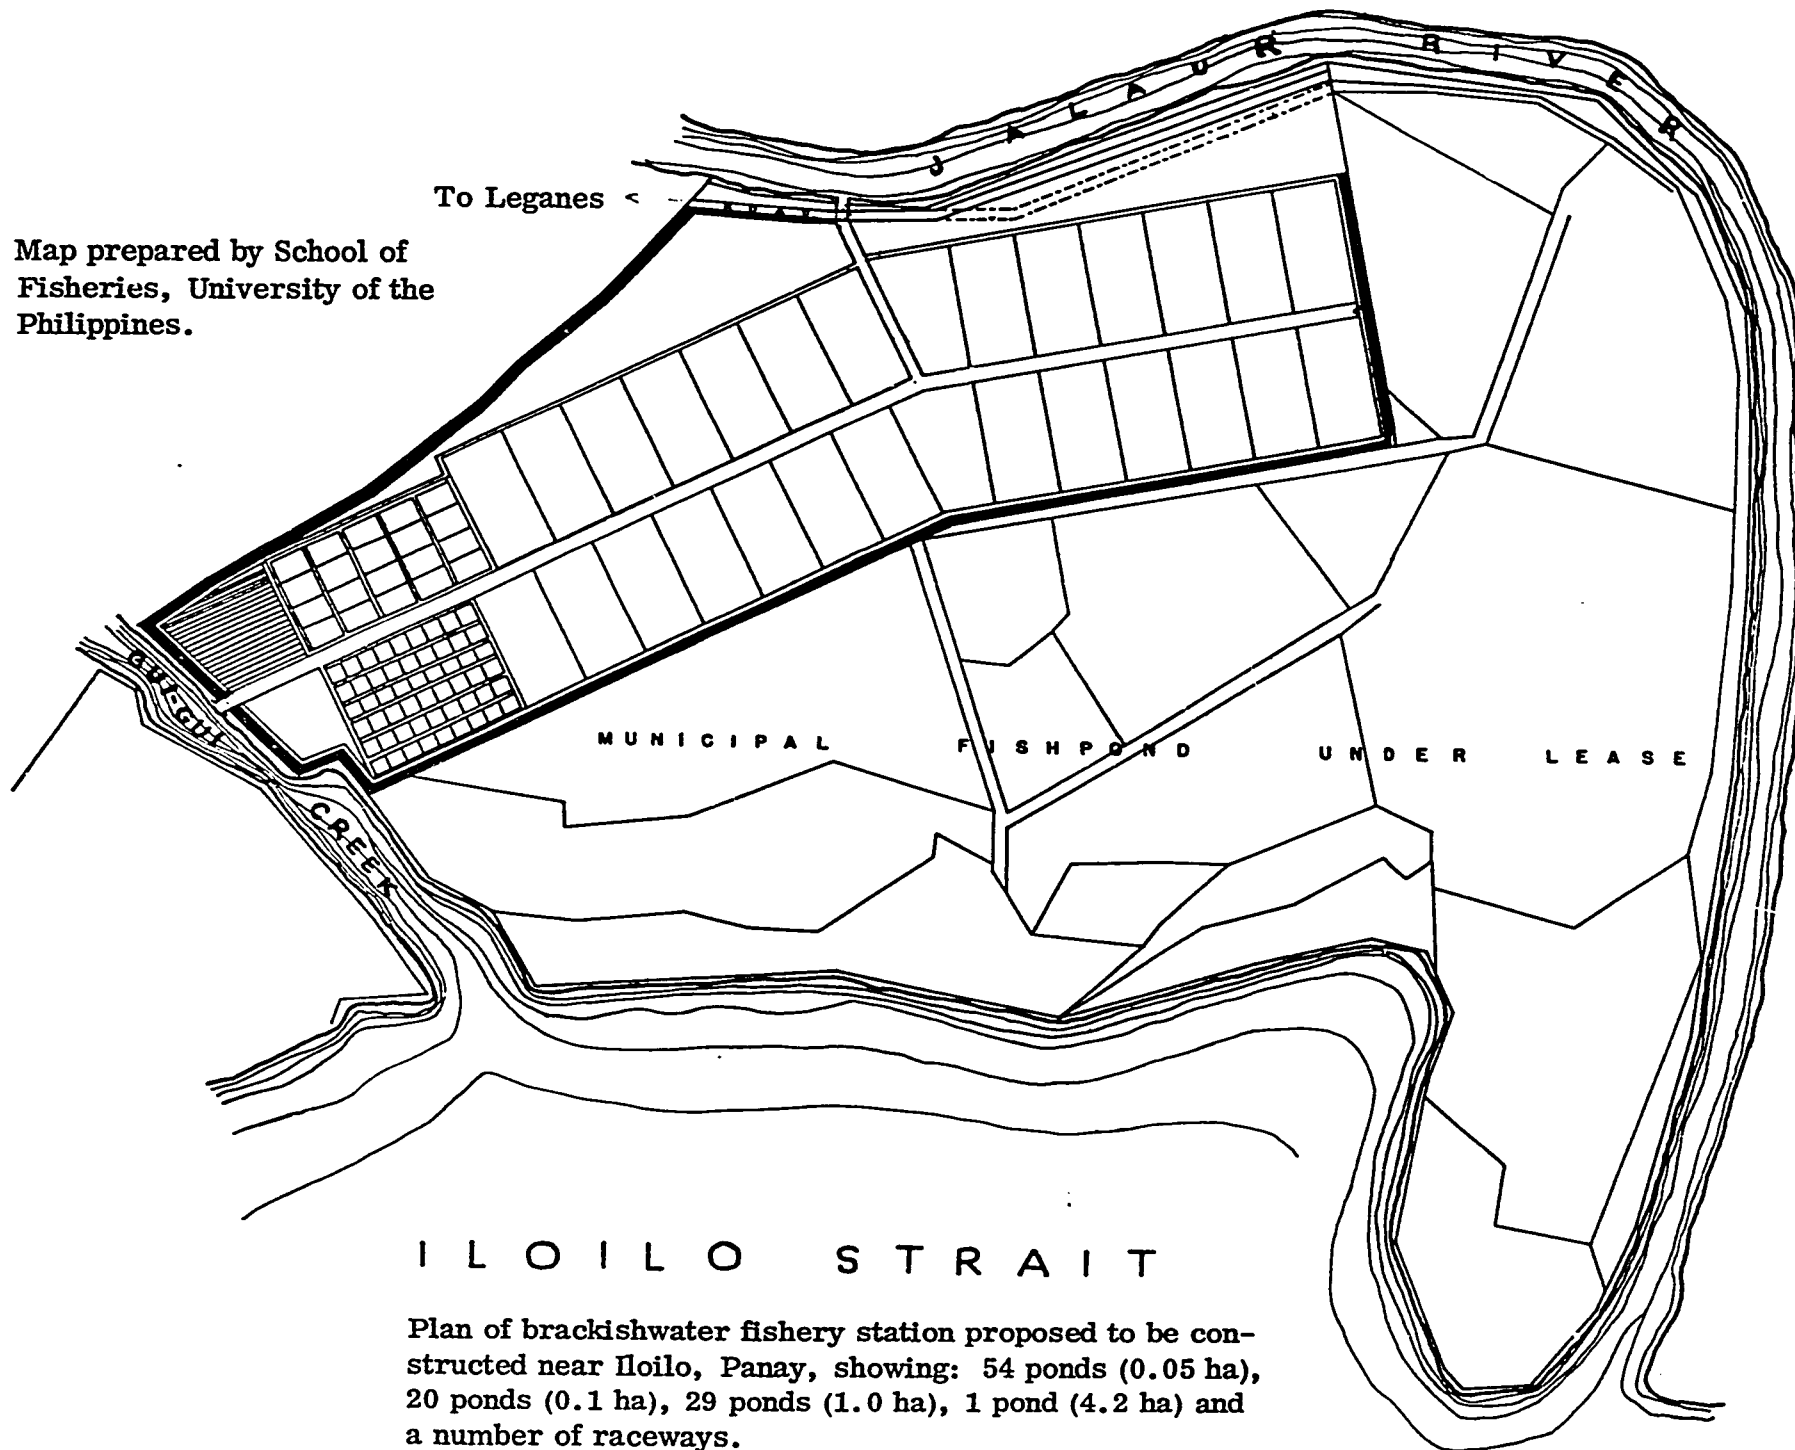 JALAUR RIVER
To Leganes <
ROAD
Map prepared by School of
Fisheries, University of the
Philippines.
GUI-GUI
CREEK
MUNICIPAL FISHPOND UNDER LEASE
ILOILO STRAIT
Plan of brackishwater fishery station proposed to be con-
structed near Iloilo, Panay, showing: 54 ponds (0.05 ha),
20 ponds (0.1 ha), 29 ponds (1.0 ha), 1 pond (4.2 ha) and
a number of raceways.